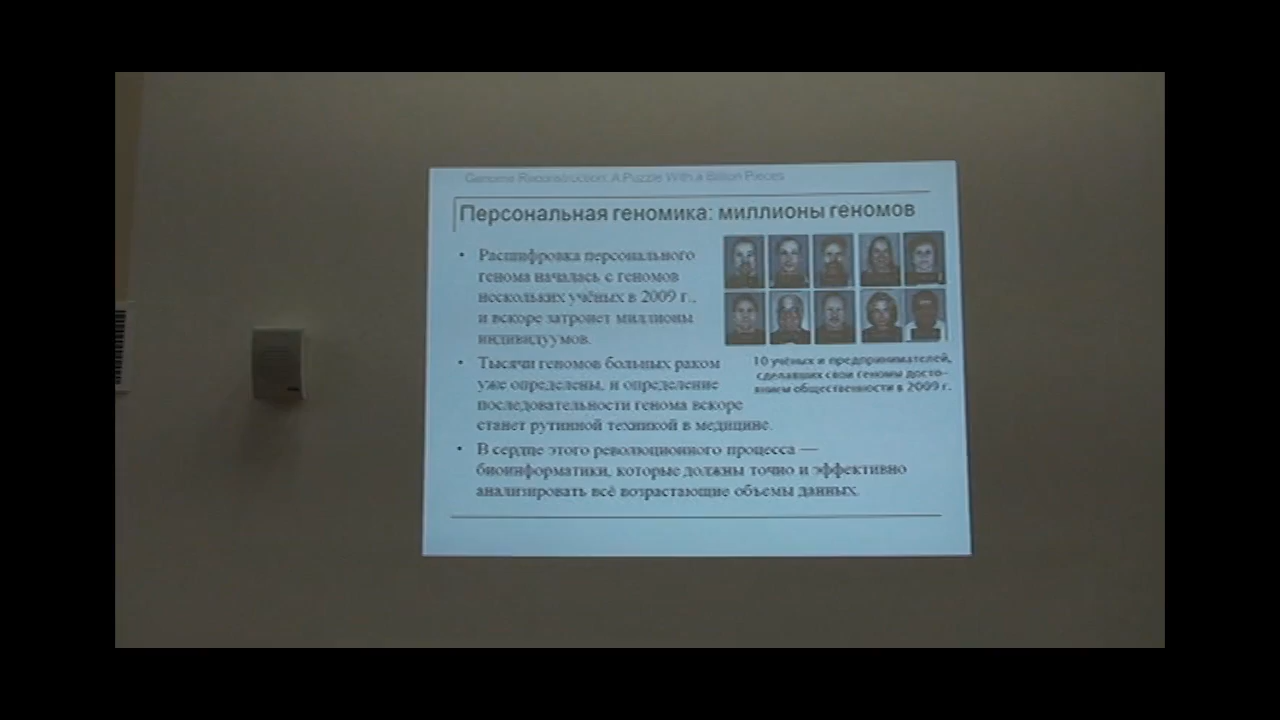 Genome Reconstruction: A Puzzle With a Billion Pieces
Персональная геномика: миллионы геномов
• Расшифровка персонального
генома началась с геномов
нескольких учёных в 2009 г.,
и вскоре затронет миллионы
индивидуумов.
10 учёных и предпринимателей,
сделавших свои геномы досто-
янием общественности в 2009 г.
• Тысячи геномов больных раком
уже определены, и определение
последовательности генома вскоре
станет рутинной техникой в медицине.
• В сердце этого революционного процесса —
биоинформатики, которые должны точно и эффективно
анализировать всё возрастающие объемы данных.